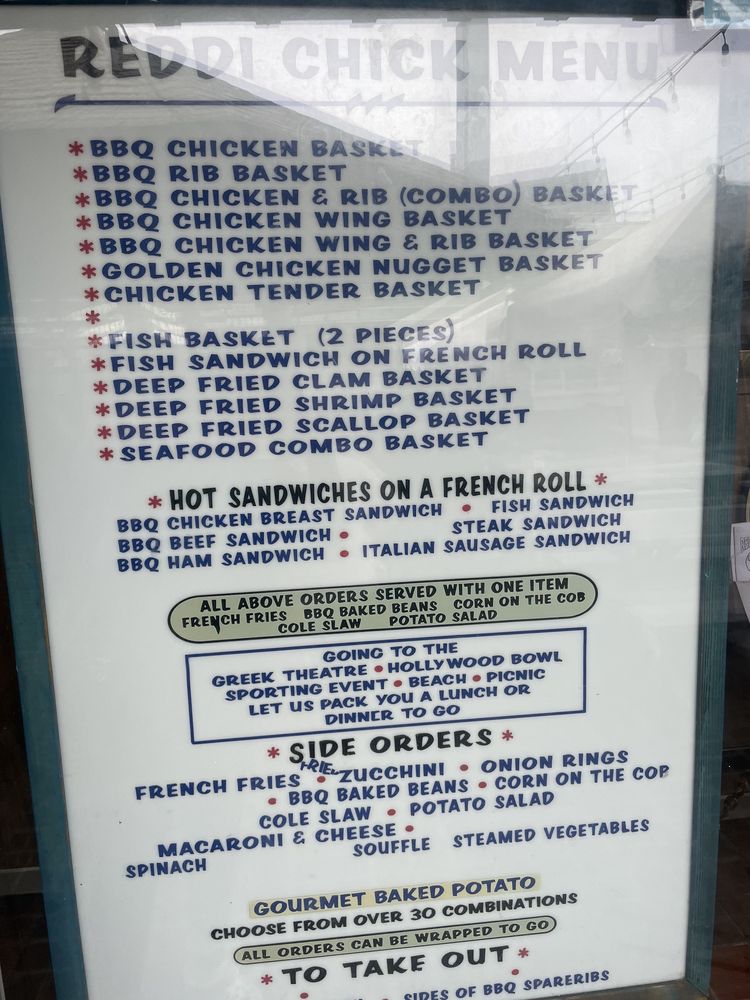 REDDI CHICK MENU
* BBQ CHICKEN BASKET
* BBQ RIB BASKET
* BBQ CHICKEN & RIB (COMBO) BASKET
* BBQ CHICKEN WING BASKET
* BBQ CHICKEN WING & RIB BASKET
* GOLDEN CHICKEN NUGGET BASKET
* CHICKEN TENDER BASKET
*
* FISH BASKET (2 PIECES)
* FISH SANDWICH ON FRENCH ROLL
* DEEP FRIED CLAM BASKET
* DEEP FRIED SHRIMP BASKET
* DEEP FRIED SCALLOP BASKET
* SEAFOOD COMBO BASKET
* HOT SANDWICHES ON A FRENCH ROLL *
BBQ CHICKEN BREAST SANDWICH • FISH SANDWICH
BBQ BEEF SANDWICH • STEAK SANDWICH
BBQ HAM SANDWICH • ITALIAN SAUSAGE SANDWICH
ALL ABOVE ORDERS SERVED WITH ONE ITEM
FRENCH FRIES BBQ BAKED BEANS CORN ON THE COB
COLE SLAW POTATO SALAD
GOING TO THE
GREEK THEATRE • HOLLYWOOD BOWL
SPORTING EVENT • BEACH • PICNIC
LET US PACK YOU A LUNCH OR
DINNER TO GO
* SIDE ORDERS *
FRENCH FRIES • FRIED ZUCCHINI • ONION RINGS
• BBQ BAKED BEANS • CORN ON THE COB
COLE SLAW • POTATO SALAD
MACARONI & CHEESE •
SPINACH SOUFFLE STEAMED VEGETABLES
GOURMET BAKED POTATO
CHOOSE FROM OVER 30 COMBINATIONS
ALL ORDERS CAN BE WRAPPED TO GO
* TO TAKE OUT *
• SIDES OF BBQ SPARERIBS